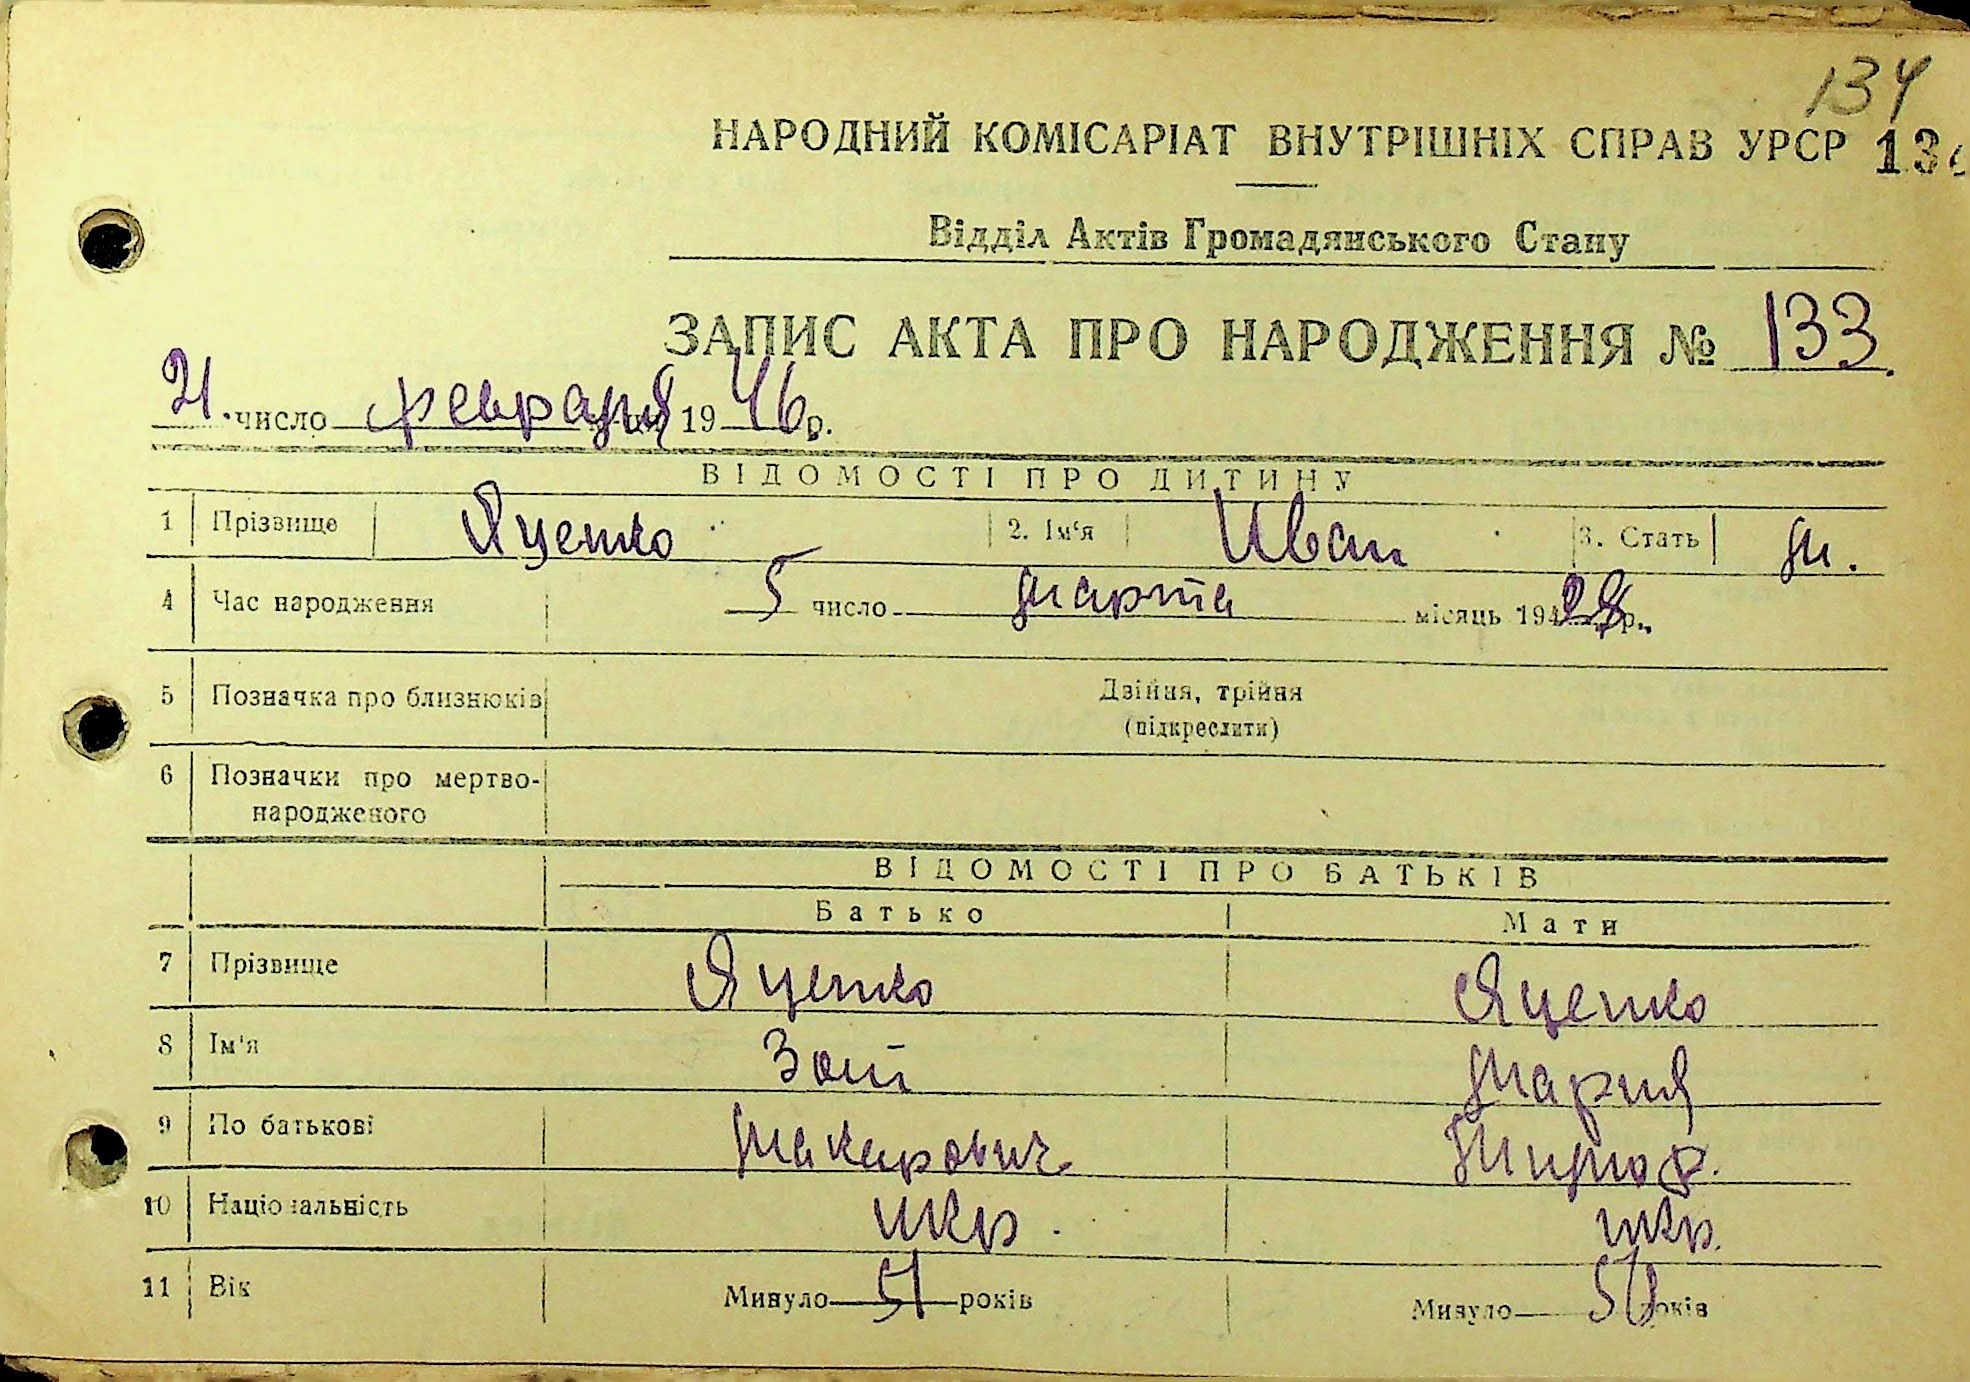 134
НАРОДНИЙ КОМІСАРІАТ ВНУТРІШНІХ СПРАВ УРСР 13
Відділ Актів Громадянського Стану
ЗАПИС АКТА ПРО НАРОДЖЕННЯ № 133.
21 число февраля 1946 р.
ВІДОМОСТІ ПРО ДИТИНУ
1 Прізвище Яценко 2. Ім'я Иван 3. Стать м.
4 Час народження 5 число марта місяць 1928 р.
5 Позначка про близнюків Двійня, трійня
(підкреслити)
6 Позначки про мертво-
народженого
ВІДОМОСТІ ПРО БАТЬКІВ
Батько Мати
7 Прізвище Яценко Яценко
8 Ім'я Зот Мария
9 По батькові Макарович
10 Національність укр. укр.
11 Вік Минуло 51 років Минуло 50 років